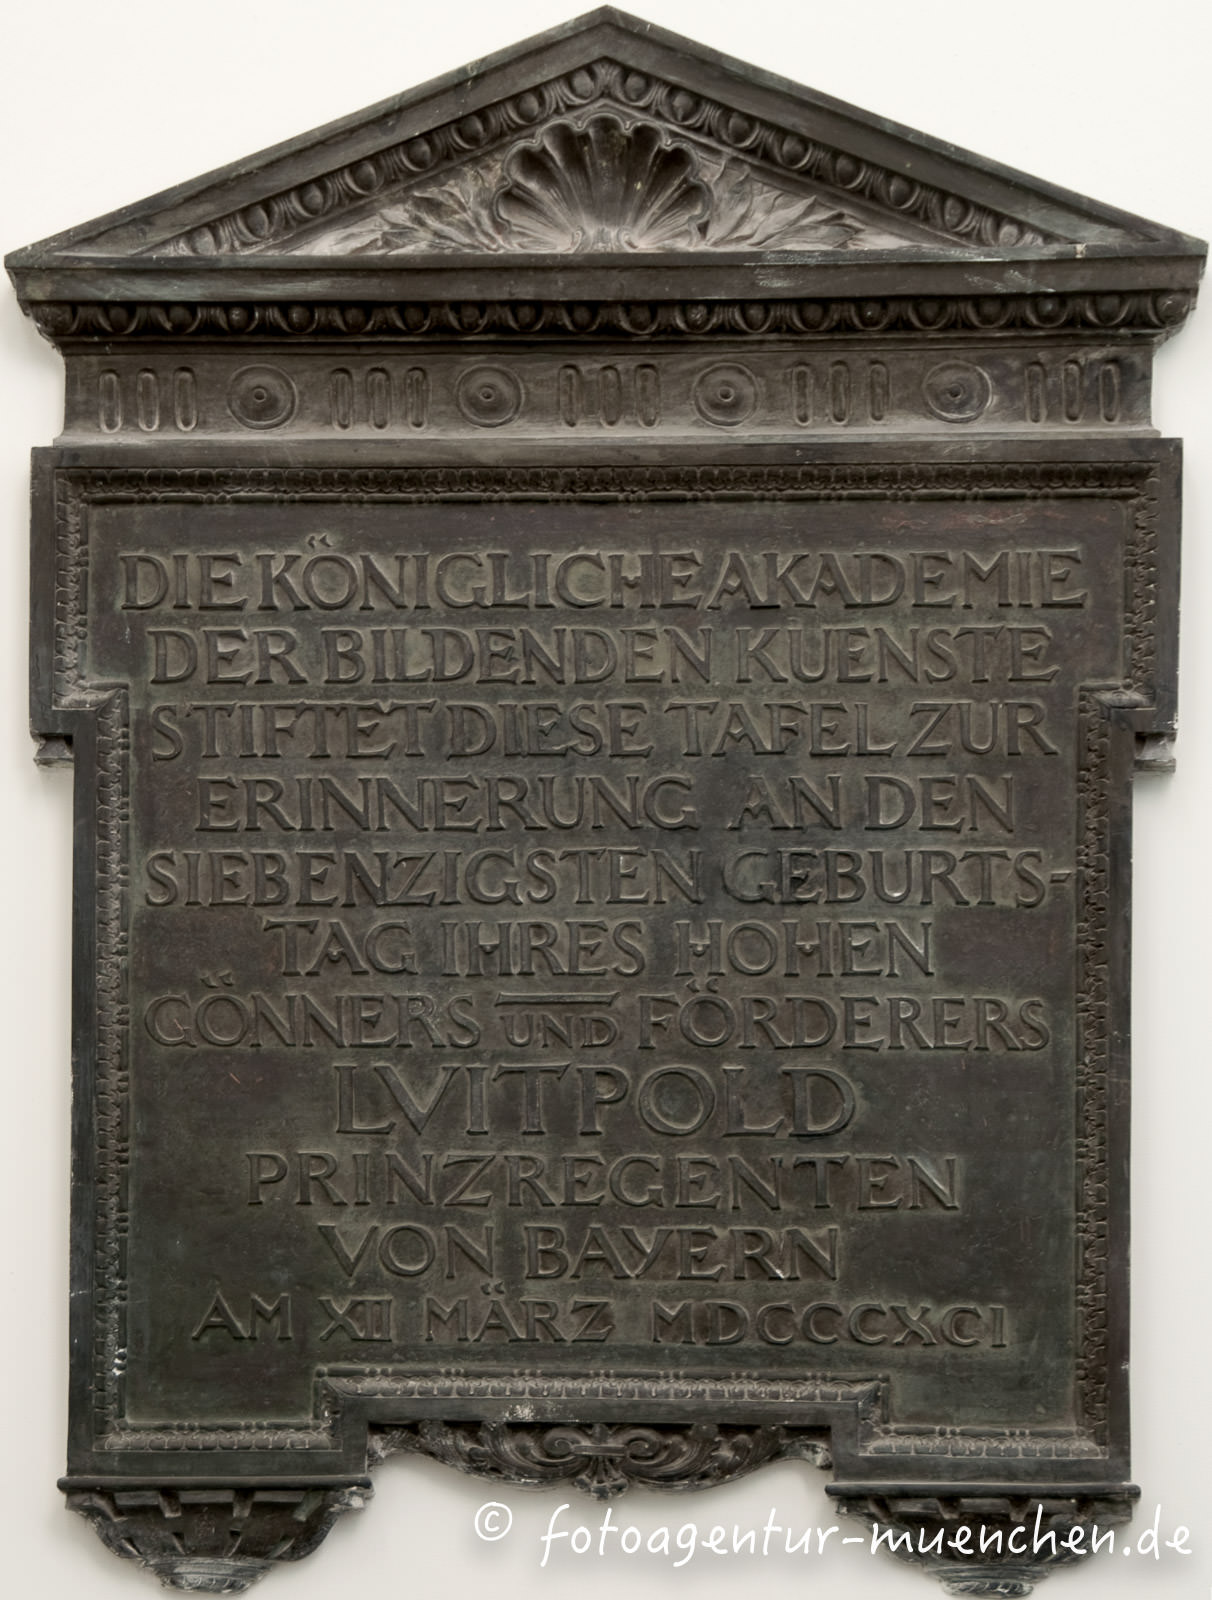 DIE KÖNIGLICHE AKADEMIE
DER BILDENDEN KUENSTE
STIFTET DIESE TAFEL ZUR
ERINNERUNG AN DEN
SIEBENZIGSTEN GEBURTS-
TAG IHRES HOHEN
GÖNNERS UND FÖRDERERS
LVITPOLD
PRINZREGENTEN
VON BAYERN
AM XII MÄRZ MDCCCXCI
© fotoagentur-muenchen.de